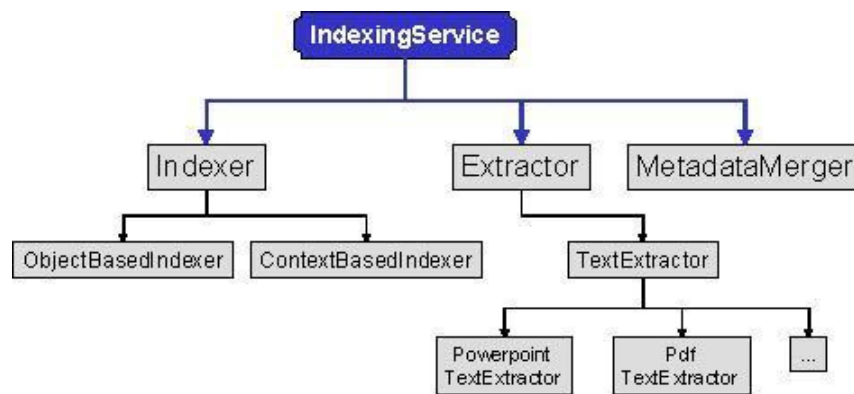 IndexingService
Indexer
Extractor
MetadataMerger
ObjectBasedIndexer
ContextBasedIndexer
TextExtractor
Powerpoint
TextExtractor
Pdf
TextExtractor
...